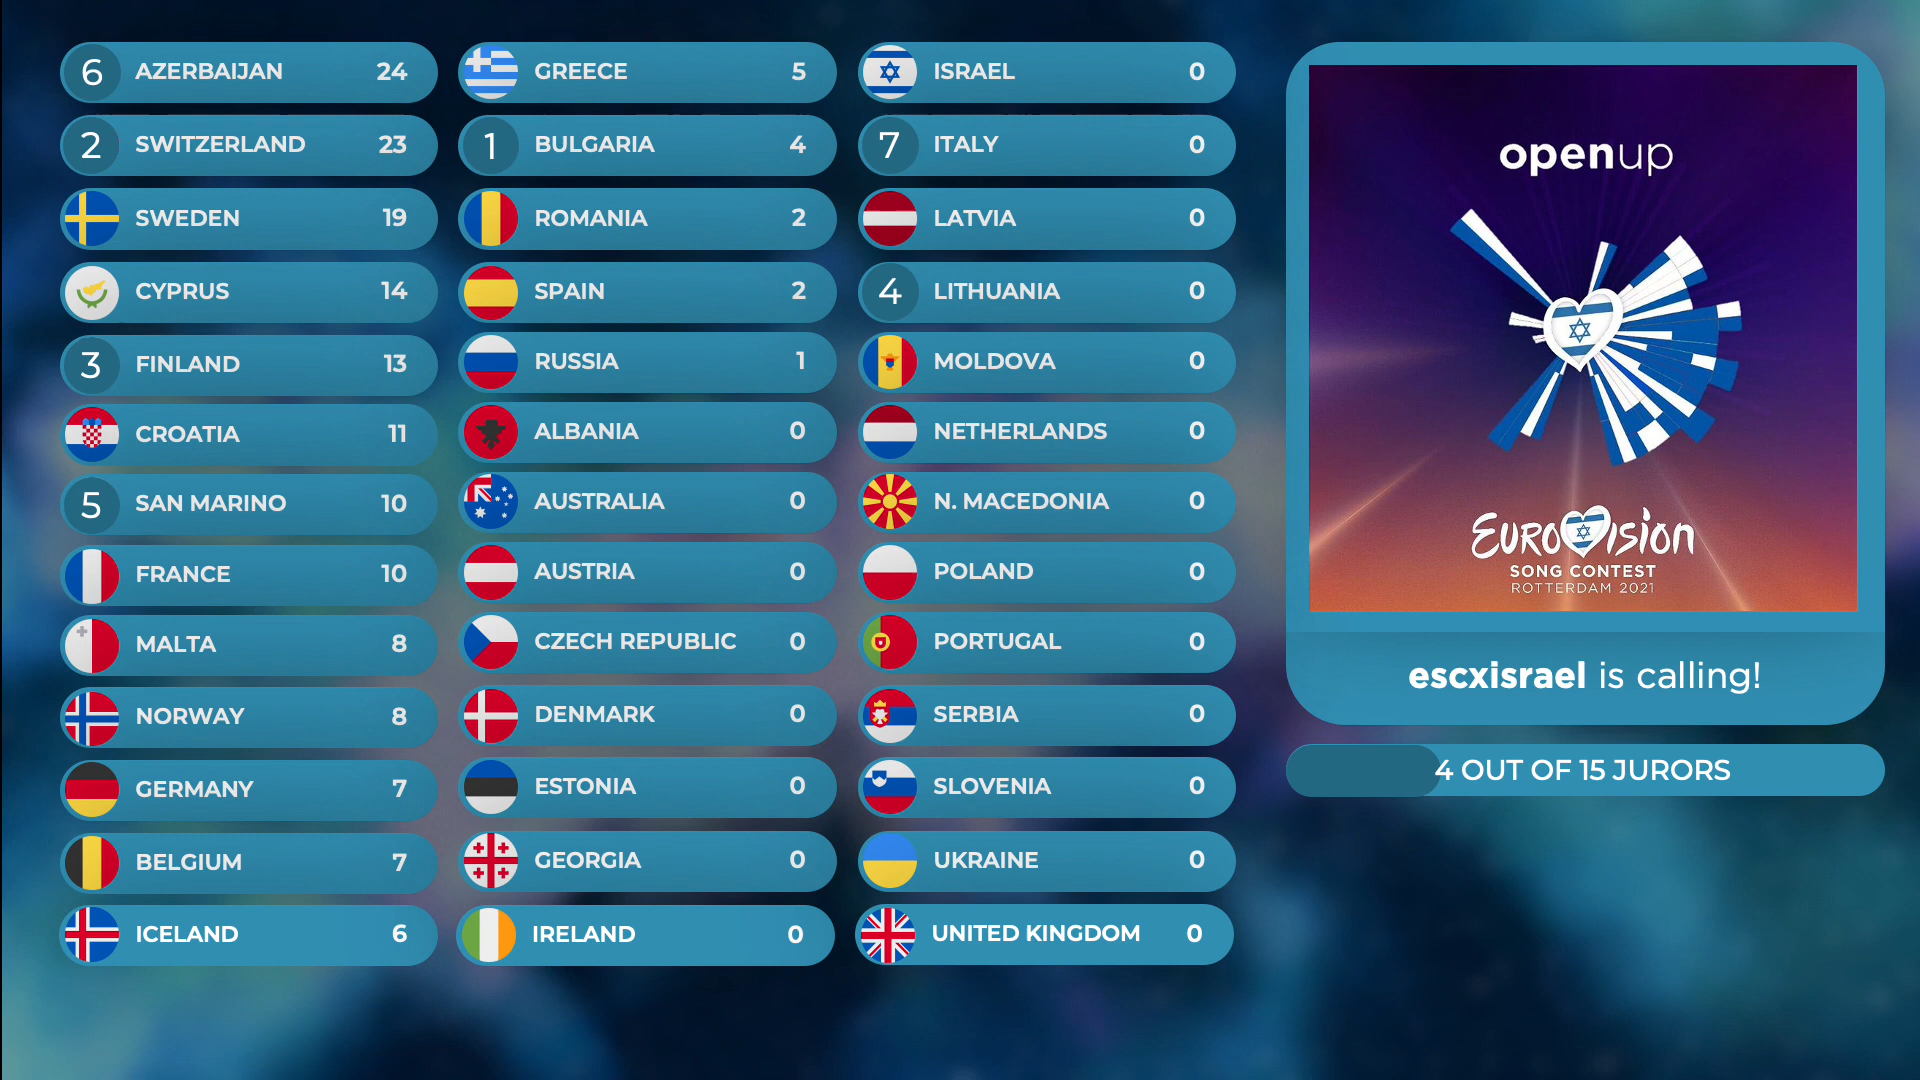 6 AZERBAIJAN 24
2 SWITZERLAND 23
SWEDEN 19
CYPRUS 14
3 FINLAND 13
CROATIA 11
5 SAN MARINO 10
FRANCE 10
MALTA 8
NORWAY 8
GERMANY 7
BELGIUM 7
ICELAND 6
GREECE 5
1 BULGARIA 4
ROMANIA 2
SPAIN 2
RUSSIA 1
ALBANIA 0
AUSTRALIA 0
AUSTRIA 0
CZECH REPUBLIC 0
DENMARK 0
ESTONIA 0
GEORGIA 0
IRELAND 0
ISRAEL 0
7 ITALY 0
LATVIA 0
4 LITHUANIA 0
MOLDOVA 0
NETHERLANDS 0
N. MACEDONIA 0
POLAND 0
PORTUGAL 0
SERBIA 0
SLOVENIA 0
UKRAINE 0
UNITED KINGDOM 0
openup
EUROVISION
SONG CONTEST
ROTTERDAM 2021
escxisrael is calling!
4 OUT OF 15 JURORS